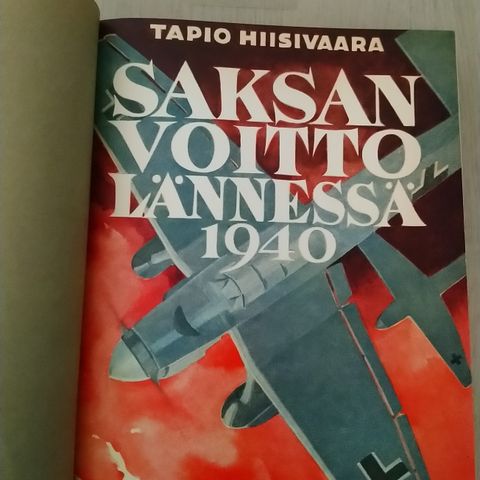 TAPIO HIISIVAARA
SAKSAN
VOITTO
LÄNNESSÄ
1940